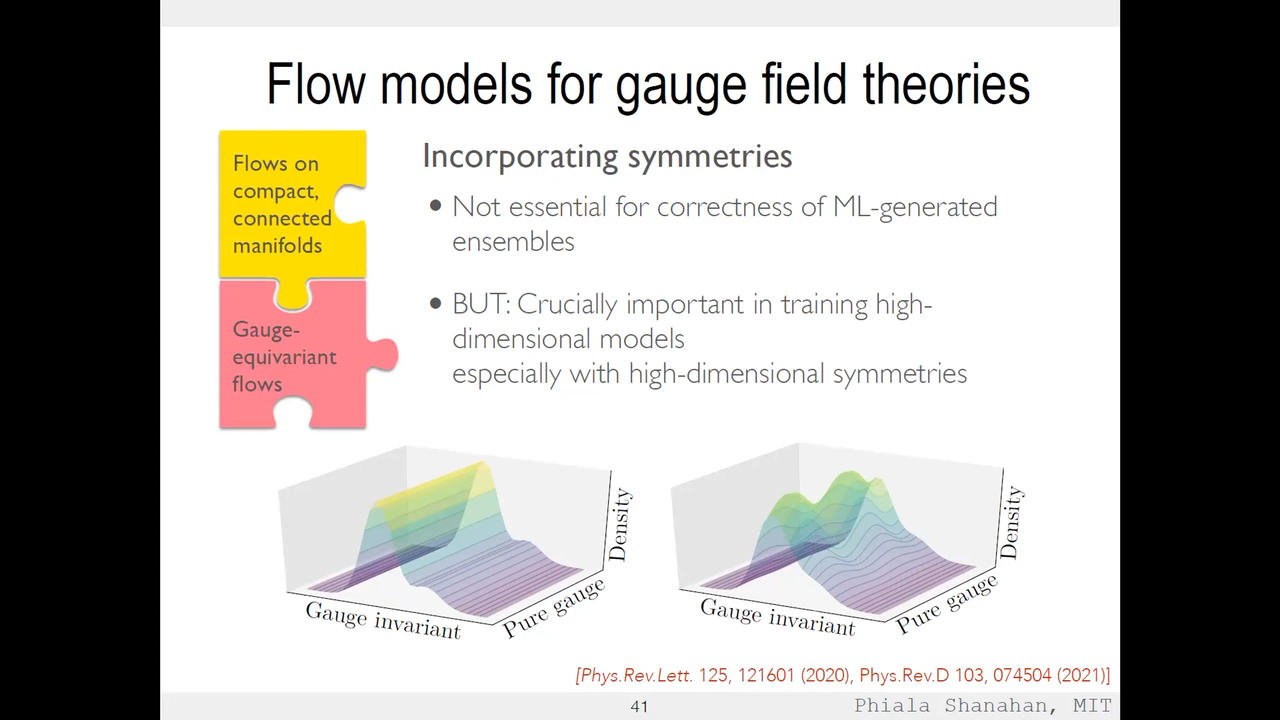 Flow models for gauge field theories
Flows on
compact,
connected
manifolds
Gauge-
equivariant
flows
Incorporating symmetries
• Not essential for correctness of ML-generated
ensembles
• BUT: Crucially important in training high-
dimensional models
especially with high-dimensional symmetries
Density
Gauge invariant
Pure gauge
Density
Gauge invariant
Pure gauge
[Phys.Rev.Lett. 125, 121601 (2020), Phys.Rev.D 103, 074504 (2021)]
41
Phiala Shanahan, MIT